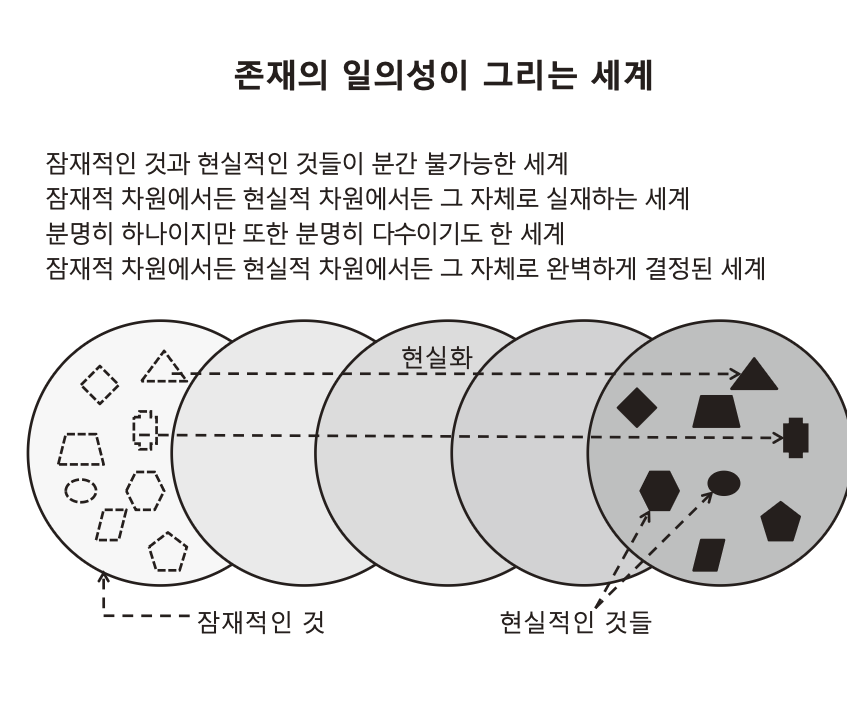 존재의 일의성이 그리는 세계
잠재적인 것과 현실적인 것들이 분간 불가능한 세계
잠재적 차원에서든 현실적 차원에서든 그 자체로 실재하는 세계
분명히 하나이지만 또한 분명히 다수이기도 한 세계
잠재적 차원에서든 현실적 차원에서든 그 자체로 완벽하게 결정된 세계
현실화
잠재적인 것
현실적인 것들